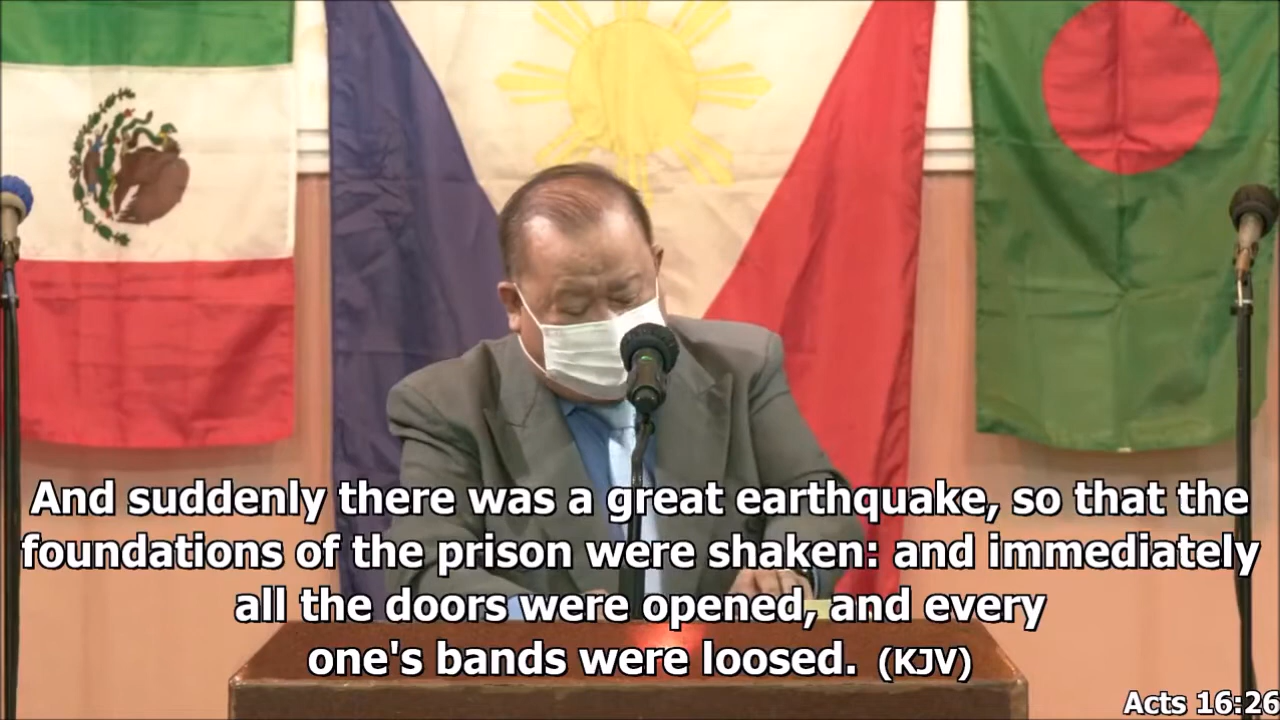 And suddenly there was a great earthquake, so that the
foundations of the prison were shaken: and immediately
all the doors were opened, and every
one's bands were loosed. (KJV)
Acts 16:26